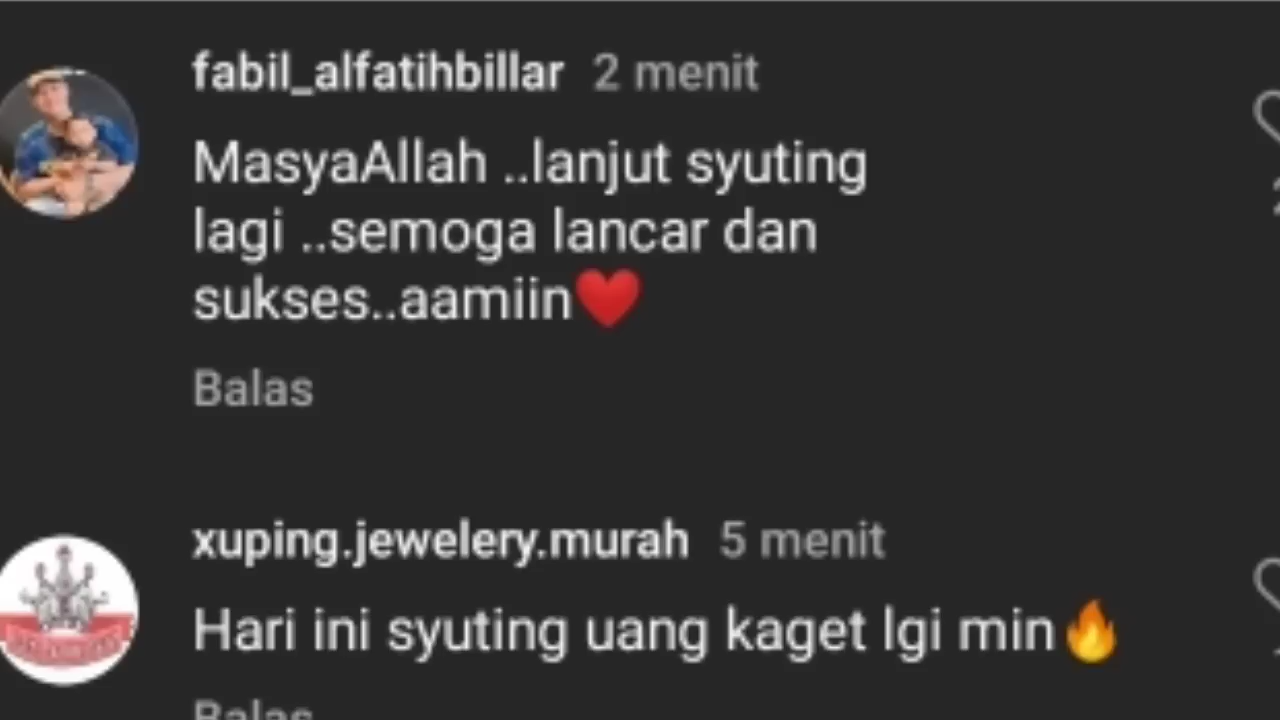 fabil_alfatihbillar 2 menit
MasyaAllah ..lanjut syuting
lagi ..semoga lancar dan
sukses..aamiin❤️
Balas
xuping.jewelery.murah 5 menit
Hari ini syuting uang kaget lgi min🔥
Balas